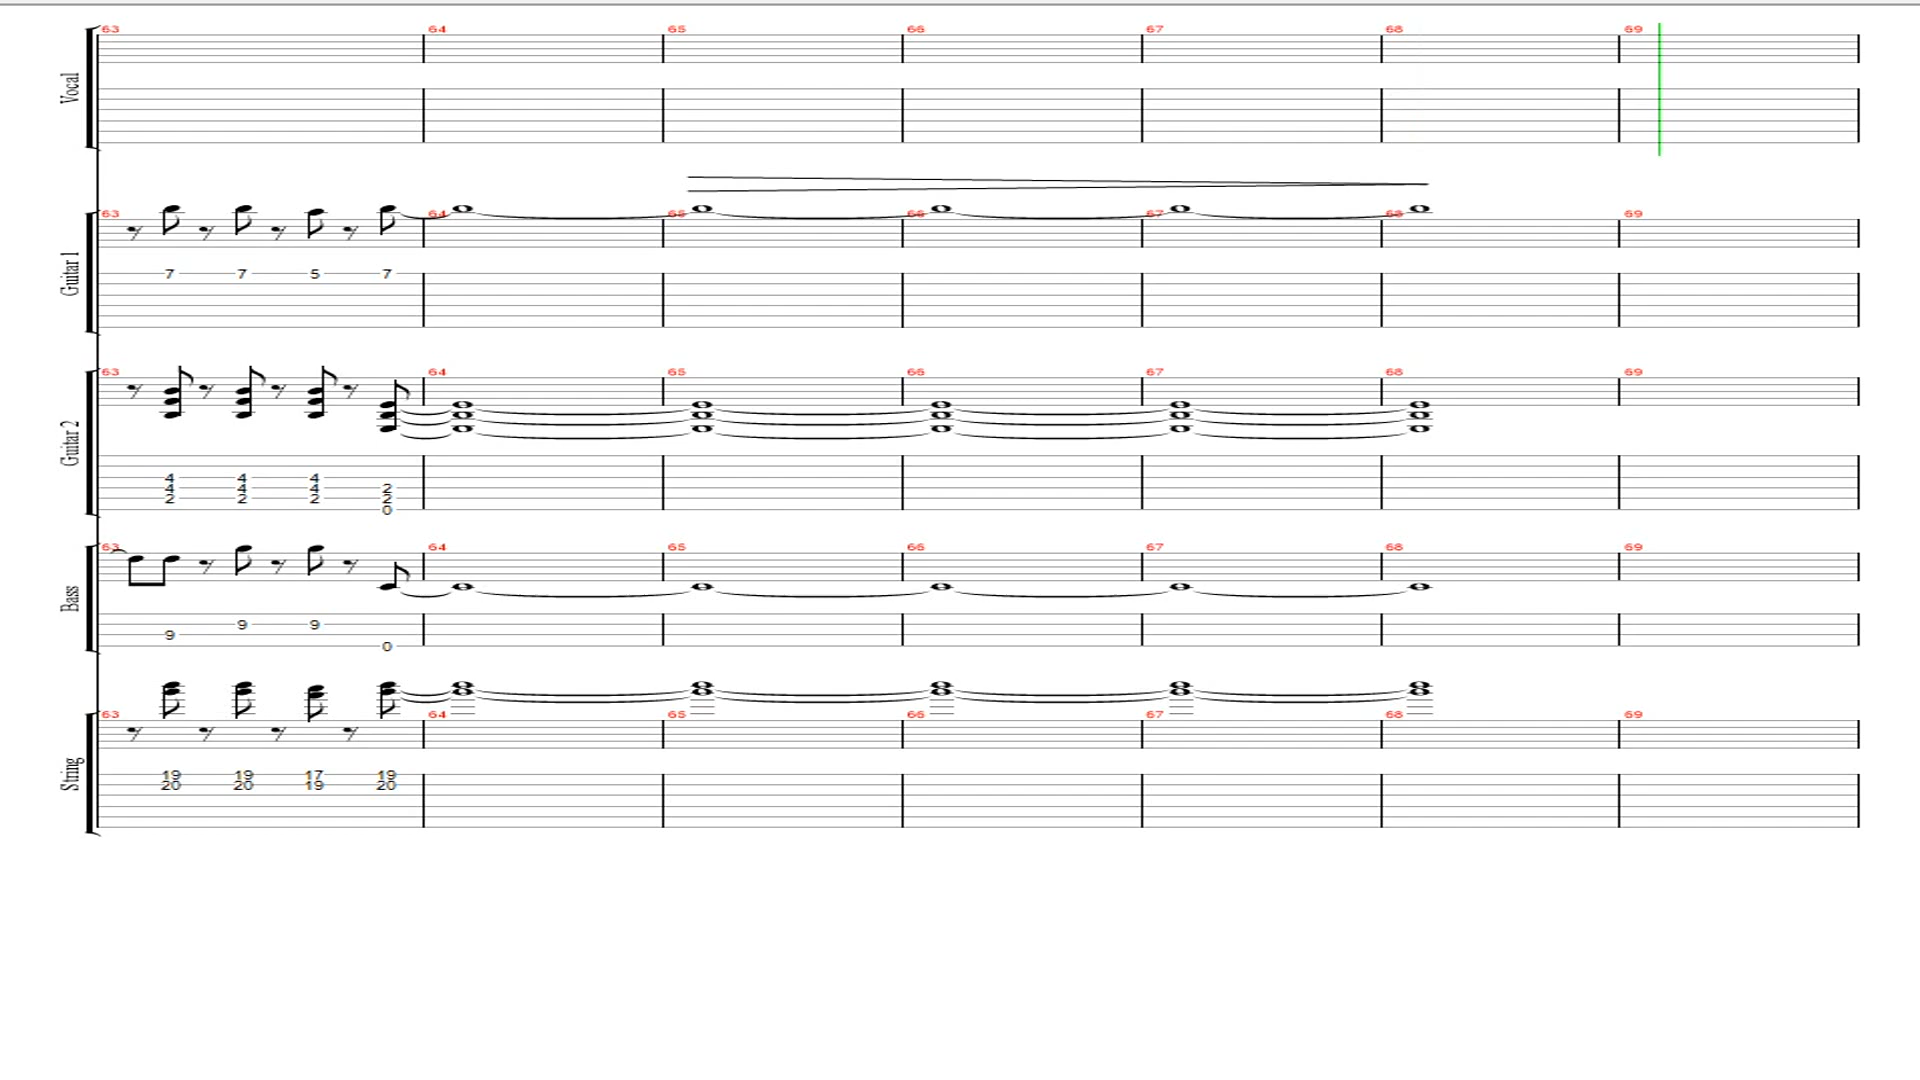 63 64 65 66 67 68 69
Vocal
63 64 65 66 67 68 69
Guitar 1
7 7 5 7
63 64 65 66 67 68 69
Guitar 2
4 4 4
4 4 4 2
2 2 2 2
0
63 64 65 66 67 68 69
Bass
9 9
9
0
63 64 65 66 67 68 69
String
19 19 17 19
20 20 19 20